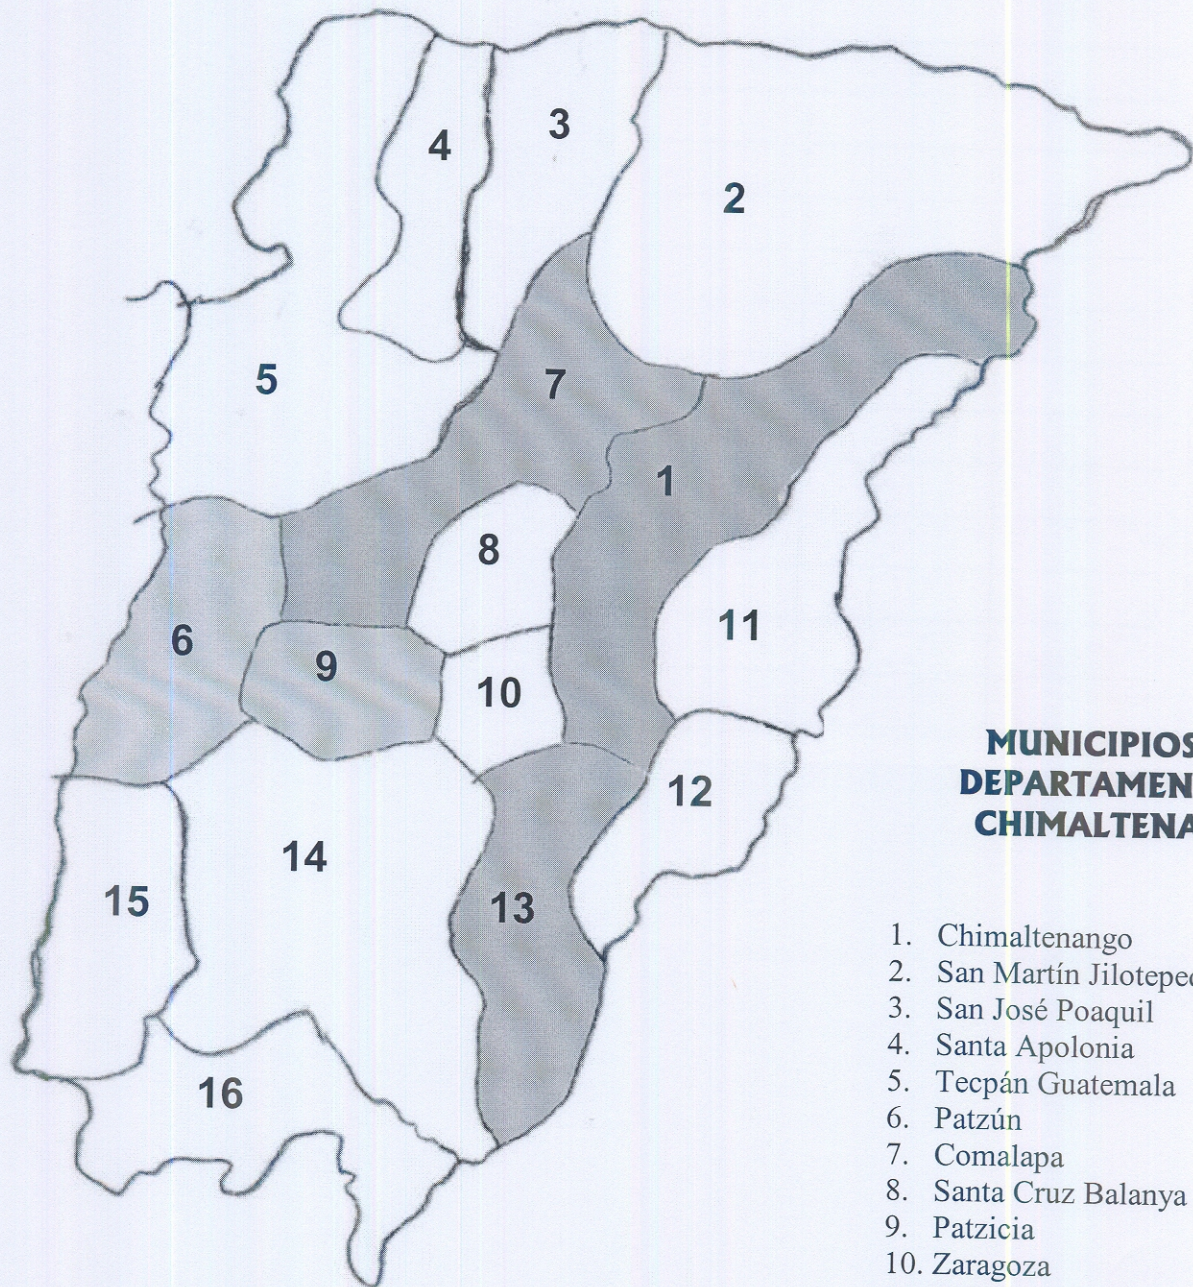 4
3
2
5
7
1
8
6
9
11
10
12
14
15
13
16
MUNICIPIOS
DEPARTAMEN
CHIMALTENA
1. Chimaltenango
2. San Martín Jilotepe
3. San José Poaquil
4. Santa Apolonia
5. Tecpán Guatemala
6. Patzún
7. Comalapa
8. Santa Cruz Balanya
9. Patzicia
10. Zaragoza